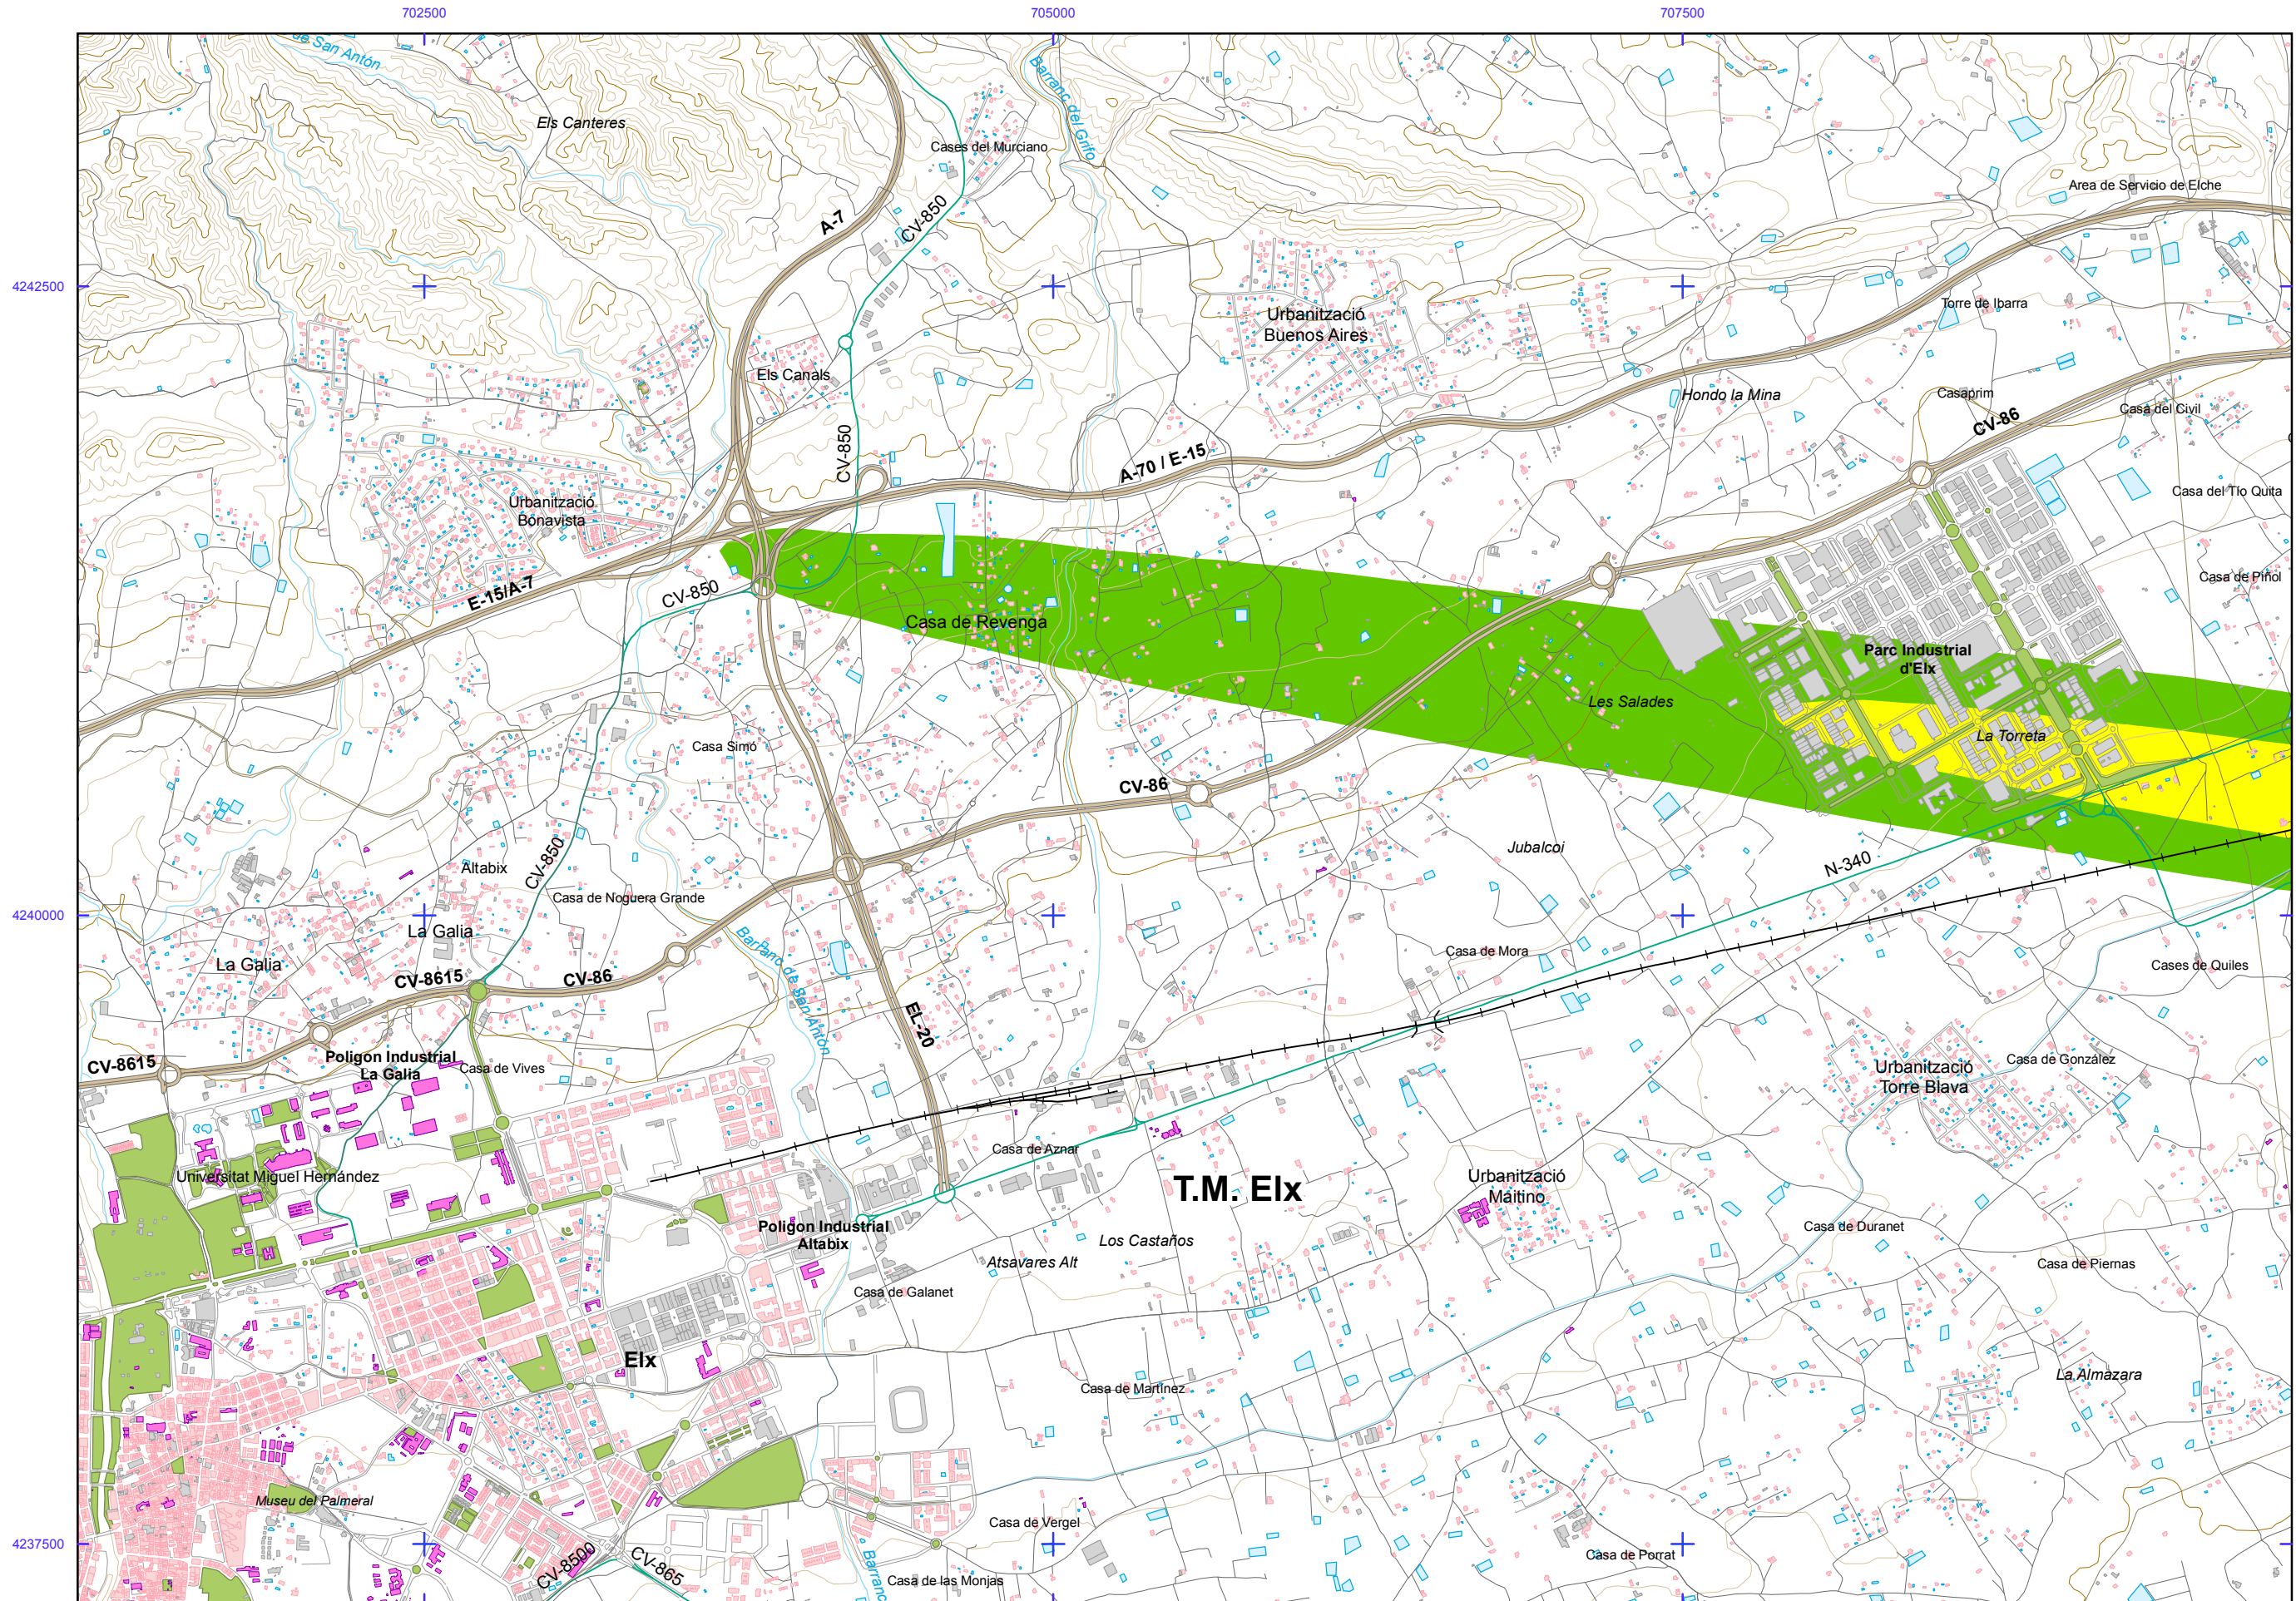 702500
705000
707500
de San Antón
Barranc del Grifo
Els Canteres
Cases del Murciano
Area de Servicio de Elche
A-7
CV-850
4242500
Torre de Ibarra
Urbanització
Buenos Aires
Els Canals
Hondo la Mina
Casaprim
Casa del Civil
CV-86
CV-850
A-70 / E-15
Casa del Tío Quita
Urbanització
Bonavista
Casa de Piñol
E-15/A-7
CV-850
Casa de Revenga
Parc Industrial
d'Elx
Les Salades
La Torreta
Casa Simó
CV-86
Jubalcoi
N-340
Altabix
CV-850
Casa de Noguera Grande
4240000
La Galia
La Galia
Barranc de San Antón
Casa de Mora
Cases de Quiles
CV-8615
CV-86
EL-20
CV-8615
Poligon Industrial
La Galia
Casa de Vives
Urbanització
Torre Blava
Casa de González
Casa de Aznar
Universitat Miguel Hernández
T.M. Elx
Urbanització
Maitino
Poligon Industrial
Altabix
Los Castaños
Atsavares Alt
Casa de Duranet
Casa de Piernas
Casa de Galanet
Elx
Casa de Martínez
La Almazara
Museu del Palmeral
Casa de Vergel
4237500
CV-8500
CV-865
Casa de Porrat
Barranc
Casa de las Monjas